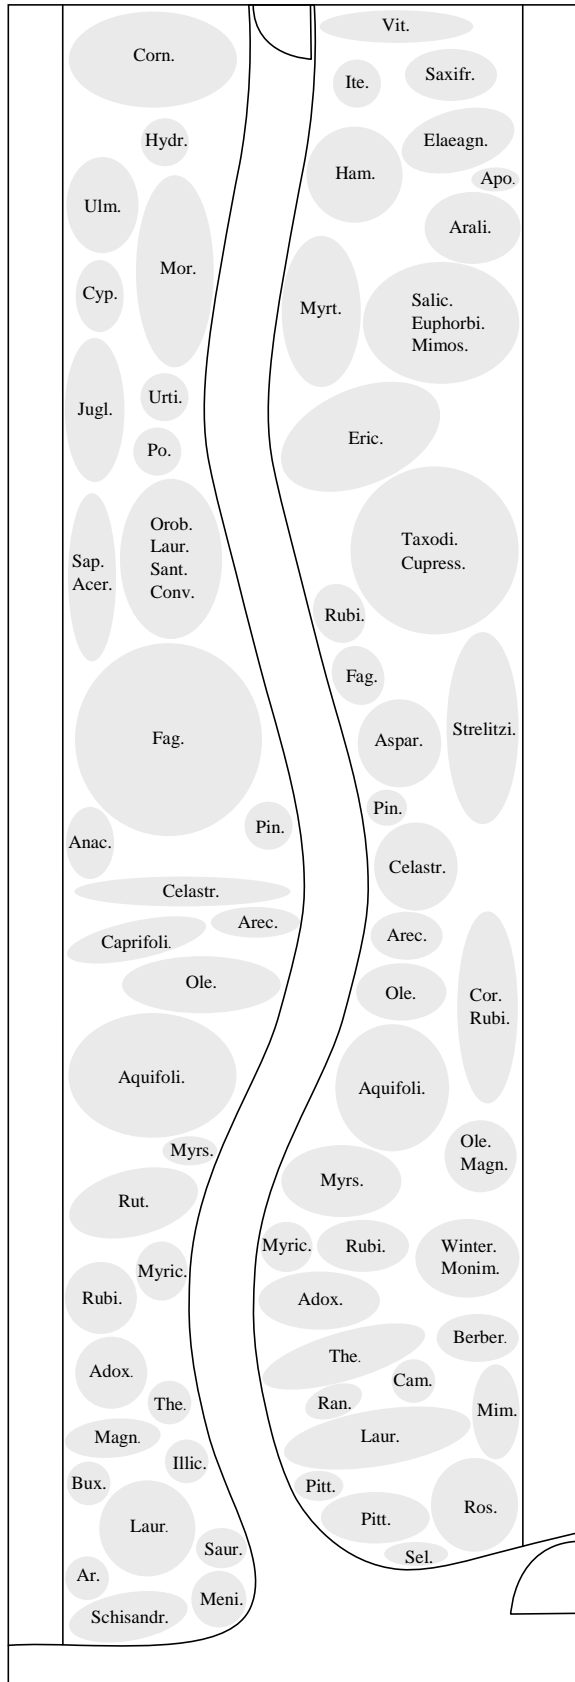 Corn.
Hydr.
Ulm.
Mor.
Cyp.
Jugl.
Urti.
Po.
Orob.
Laur.
Sant.
Conv.
Sap.
Acer.
Fag.
Pin.
Anac.
Celastr.
Arec.
Caprifoli.
Ole.
Aquifoli.
Myrs.
Rut.
Myric.
Rubi.
Adox.
The.
Magn.
Illic.
Bux.
Laur.
Saur.
Ar.
Meni.
Schisandr.
Vit.
Ite.
Saxifr.
Elaeagn.
Ham.
Apo.
Arali.
Myrt.
Salic.
Euphorbi.
Mimos.
Eric.
Taxodi.
Cupress.
Rubi.
Fag.
Strelitzi.
Aspar.
Pin.
Celastr.
Arec.
Ole.
Cor.
Rubi.
Aquifoli.
Ole.
Magn.
Myrs.
Myric.
Rubi.
Winter.
Monim.
Adox.
Berber.
The.
Cam.
Ran.
Mim.
Laur.
Pitt.
Ros.
Pitt.
Sel.